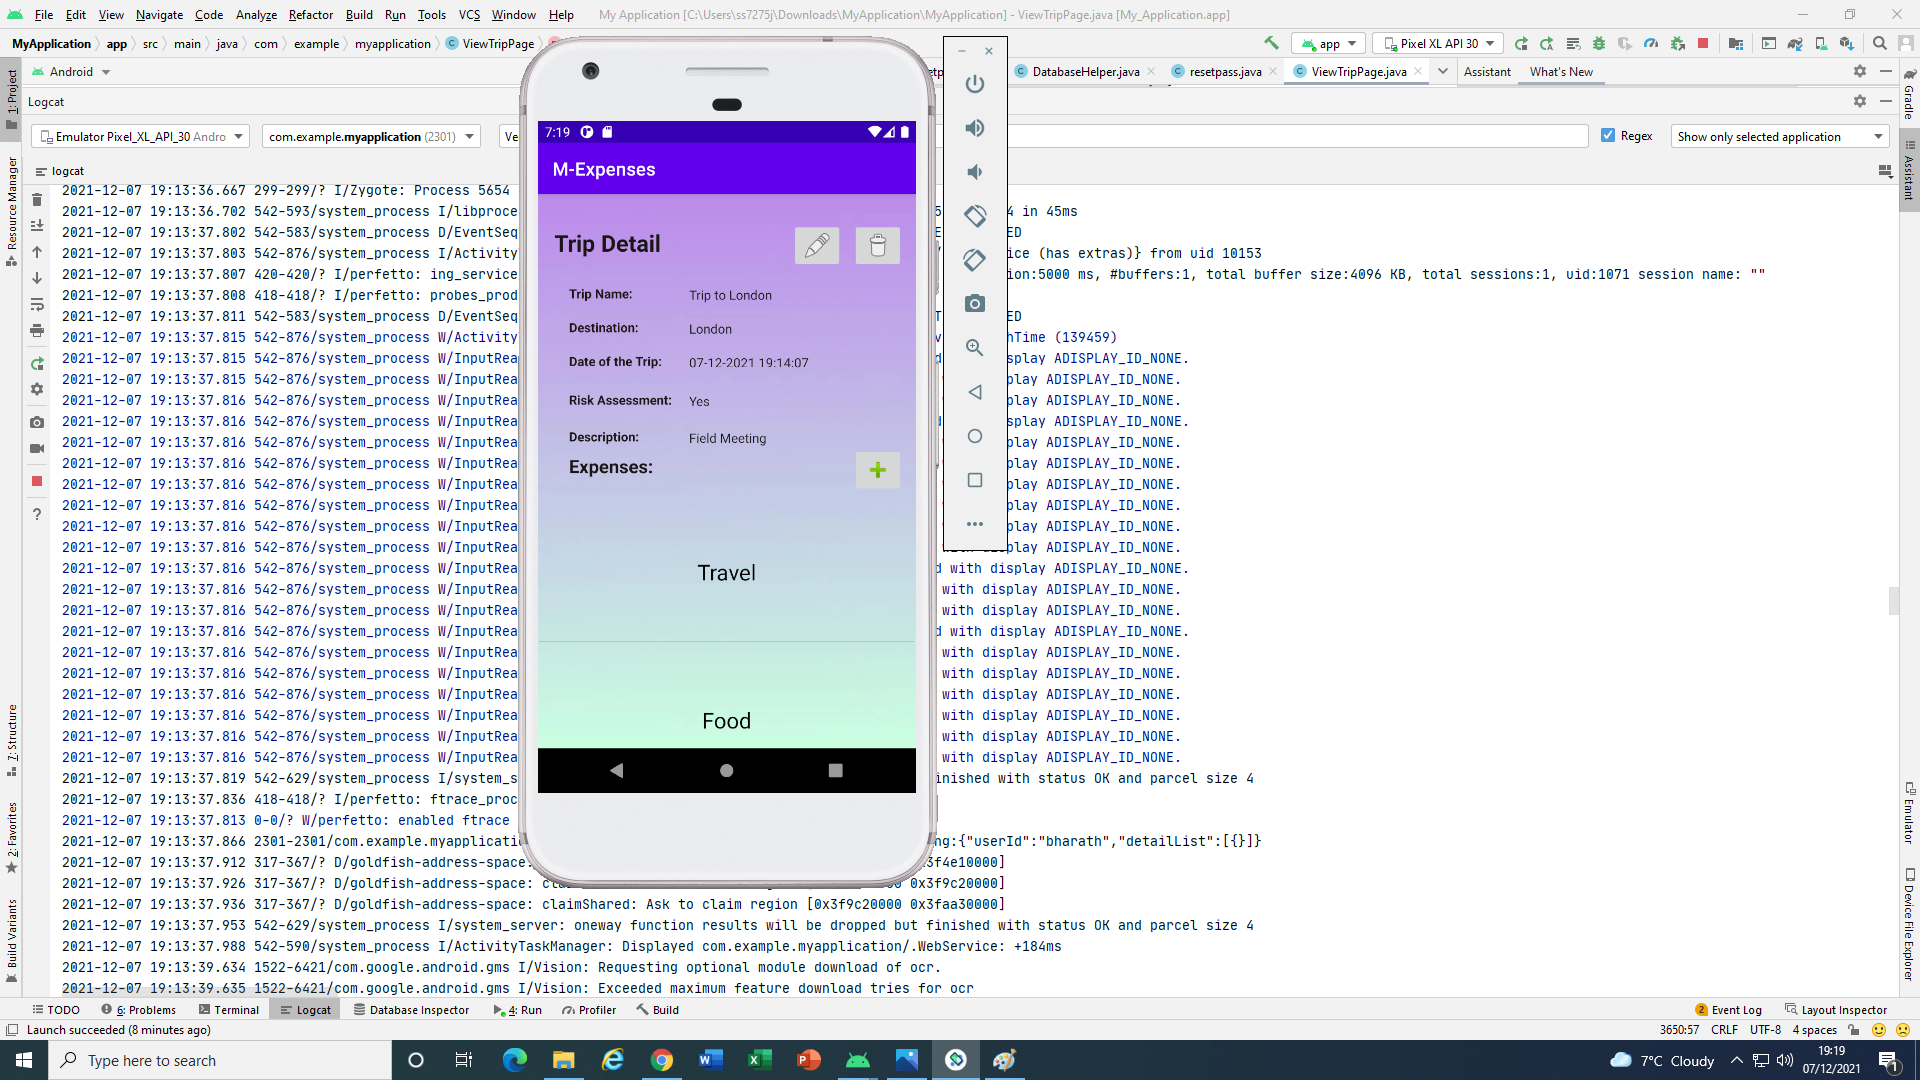 File Edit View Navigate Code Analyze Refactor Build Run Tools VCS Window Help My Application [C:\Users\ss7275j\Downloads\MyApplication\MyApplication] - ViewTripPage.java [My_Application.app]
MyApplication app src main java com example myapplication ViewTripPage app Pixel XL API 30
Android DatabaseHelper.java resetpass.java ViewTripPage.java Assistant What's New
Logcat
Emulator Pixel_XL_API_30 Andro com.example.myapplication (2301) Ve Regex Show only selected application
logcat
2021-12-07 19:13:36.667 299-299/? I/Zygote: Process 5654
2021-12-07 19:13:36.702 542-593/system_process I/libproce 4 in 45ms
2021-12-07 19:13:37.802 542-583/system_process D/EventSeq ED
2021-12-07 19:13:37.803 542-876/system_process I/Activity ice (has extras)} from uid 10153
2021-12-07 19:13:37.807 420-420/? I/perfetto: ing_service on:5000 ms, #buffers:1, total buffer size:4096 KB, total sessions:1, uid:1071 session name: ""
2021-12-07 19:13:37.808 418-418/? I/perfetto: probes_prod
2021-12-07 19:13:37.811 542-583/system_process D/EventSeq TED
2021-12-07 19:13:37.815 542-876/system_process W/Activity hTime (139459)
2021-12-07 19:13:37.815 542-876/system_process W/InputRea display ADISPLAY_ID_NONE.
2021-12-07 19:13:37.815 542-876/system_process W/InputRea display ADISPLAY_ID_NONE.
2021-12-07 19:13:37.816 542-876/system_process W/InputRea display ADISPLAY_ID_NONE.
2021-12-07 19:13:37.816 542-876/system_process W/InputRea display ADISPLAY_ID_NONE.
2021-12-07 19:13:37.816 542-876/system_process W/InputRea display ADISPLAY_ID_NONE.
2021-12-07 19:13:37.816 542-876/system_process W/InputRea display ADISPLAY_ID_NONE.
2021-12-07 19:13:37.816 542-876/system_process W/InputRea display ADISPLAY_ID_NONE.
2021-12-07 19:13:37.816 542-876/system_process W/InputRea display ADISPLAY_ID_NONE.
2021-12-07 19:13:37.816 542-876/system_process W/InputRea display ADISPLAY_ID_NONE.
2021-12-07 19:13:37.816 542-876/system_process W/InputRea display ADISPLAY_ID_NONE.
2021-12-07 19:13:37.816 542-876/system_process W/InputRea d with display ADISPLAY_ID_NONE.
2021-12-07 19:13:37.816 542-876/system_process W/InputRea with display ADISPLAY_ID_NONE.
2021-12-07 19:13:37.816 542-876/system_process W/InputRea with display ADISPLAY_ID_NONE.
2021-12-07 19:13:37.816 542-876/system_process W/InputRea d with display ADISPLAY_ID_NONE.
2021-12-07 19:13:37.816 542-876/system_process W/InputRea with display ADISPLAY_ID_NONE.
2021-12-07 19:13:37.816 542-876/system_process W/InputRea with display ADISPLAY_ID_NONE.
2021-12-07 19:13:37.816 542-876/system_process W/InputRea with display ADISPLAY_ID_NONE.
2021-12-07 19:13:37.816 542-876/system_process W/InputRea with display ADISPLAY_ID_NONE.
2021-12-07 19:13:37.816 542-876/system_process W/InputRea with display ADISPLAY_ID_NONE.
2021-12-07 19:13:37.816 542-876/system_process W/InputRea with display ADISPLAY_ID_NONE.
2021-12-07 19:13:37.819 542-629/system_process I/system_s inished with status OK and parcel size 4
2021-12-07 19:13:37.836 418-418/? I/perfetto: ftrace_proc
2021-12-07 19:13:37.813 0-0/? W/perfetto: enabled ftrace
2021-12-07 19:13:37.866 2301-2301/com.example.myapplicati ng:{"userId":"bharath","detailList":[{}]}
2021-12-07 19:13:37.912 317-367/? D/goldfish-address-space: 3f4e10000]
2021-12-07 19:13:37.926 317-367/? D/goldfish-address-space: clai 00 0x3f9c20000]
2021-12-07 19:13:37.936 317-367/? D/goldfish-address-space: claimShared: Ask to claim region [0x3f9c20000 0x3faa30000]
2021-12-07 19:13:37.953 542-629/system_process I/system_server: oneway function results will be dropped but finished with status OK and parcel size 4
2021-12-07 19:13:37.988 542-590/system_process I/ActivityTaskManager: Displayed com.example.myapplication/.WebService: +184ms
2021-12-07 19:13:39.634 1522-6421/com.google.android.gms I/Vision: Requesting optional module download of ocr.
2021-12-07 19:13:39.635 1522-6421/com.google.android.gms I/Vision: Exceeded maximum feature download tries for ocr
7:19
M-Expenses
Trip Detail
Trip Name: Trip to London
Destination: London
Date of the Trip: 07-12-2021 19:14:07
Risk Assessment: Yes
Description: Field Meeting
Expenses:
Travel
Food
1: Project
Resource Manager
7: Structure
2: Favorites
Build Variants
Gradle
Assistant
Emulator
Device File Explorer
TODO 6: Problems Terminal Logcat Database Inspector 4: Run Profiler Build 2 Event Log Layout Inspector
Launch succeeded (8 minutes ago) 3650:57 CRLF UTF-8 4 spaces
Type here to search 7°C Cloudy 19:19
07/12/2021 1